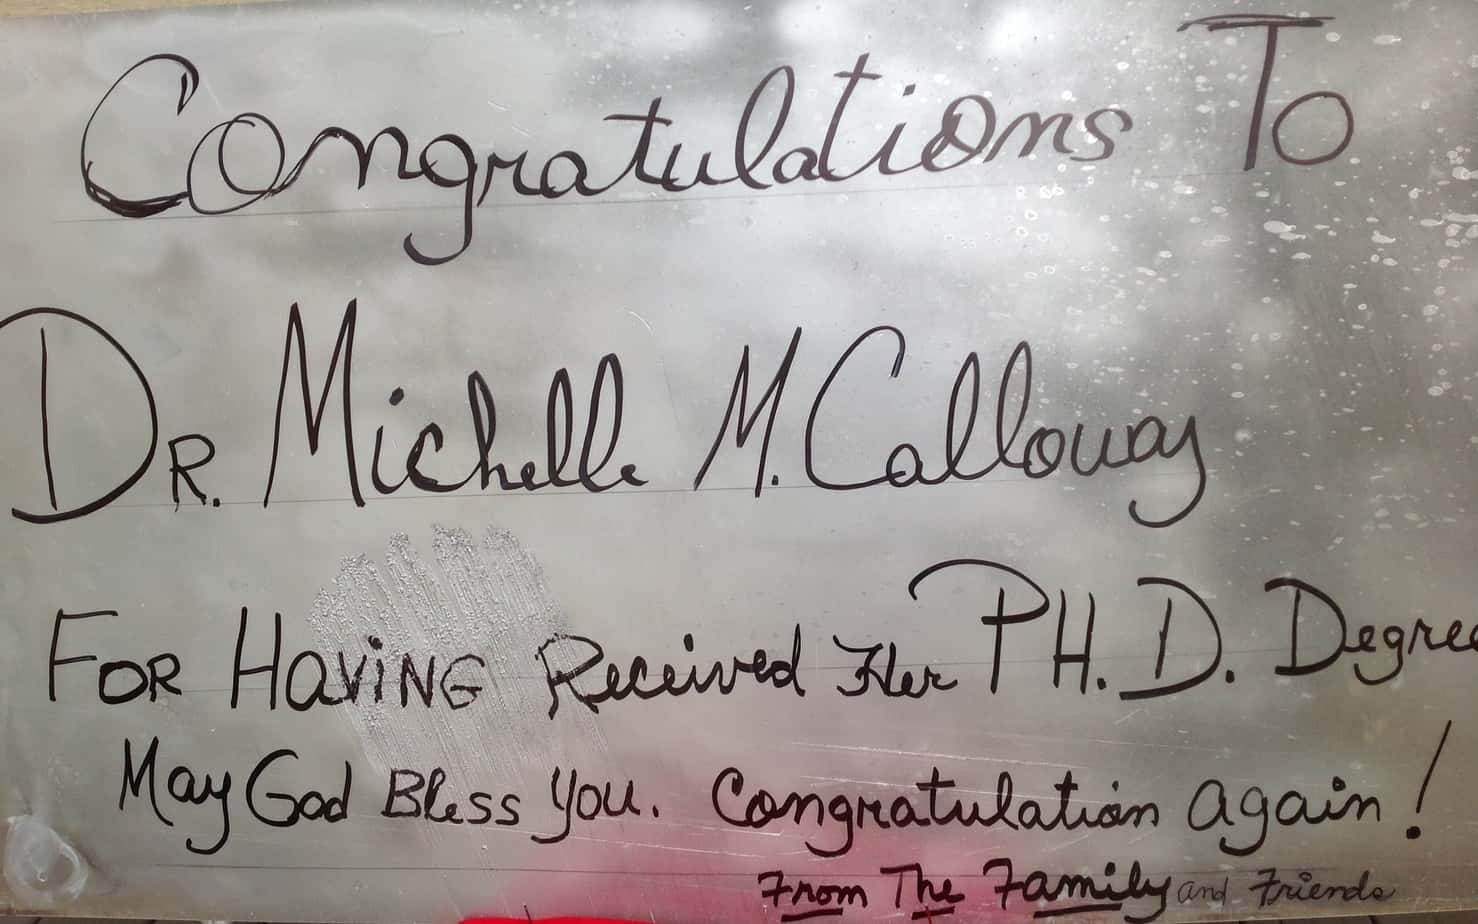 Congratulations To
DR. Michelle M. Calloway
FOR HAVING Received Her PH. D. Degree
May God Bless You. Congratulation Again!
From The Family and Friends